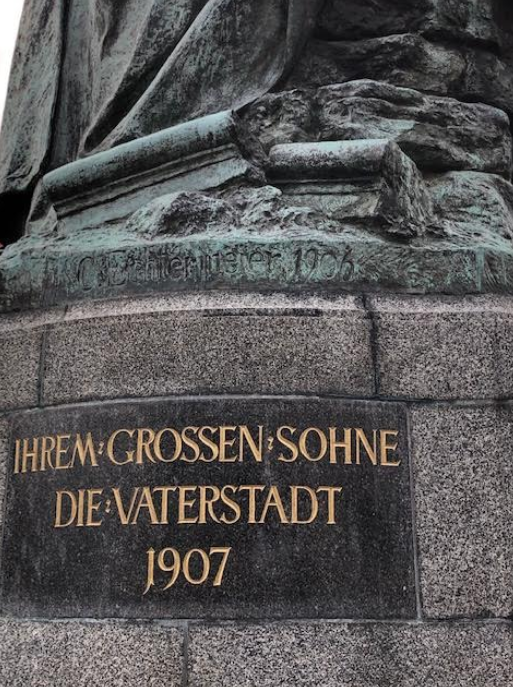 C. Echtermeier. 1906
IHREM:GROSSEN:SOHNE
DIE:VATERSTADT
1907